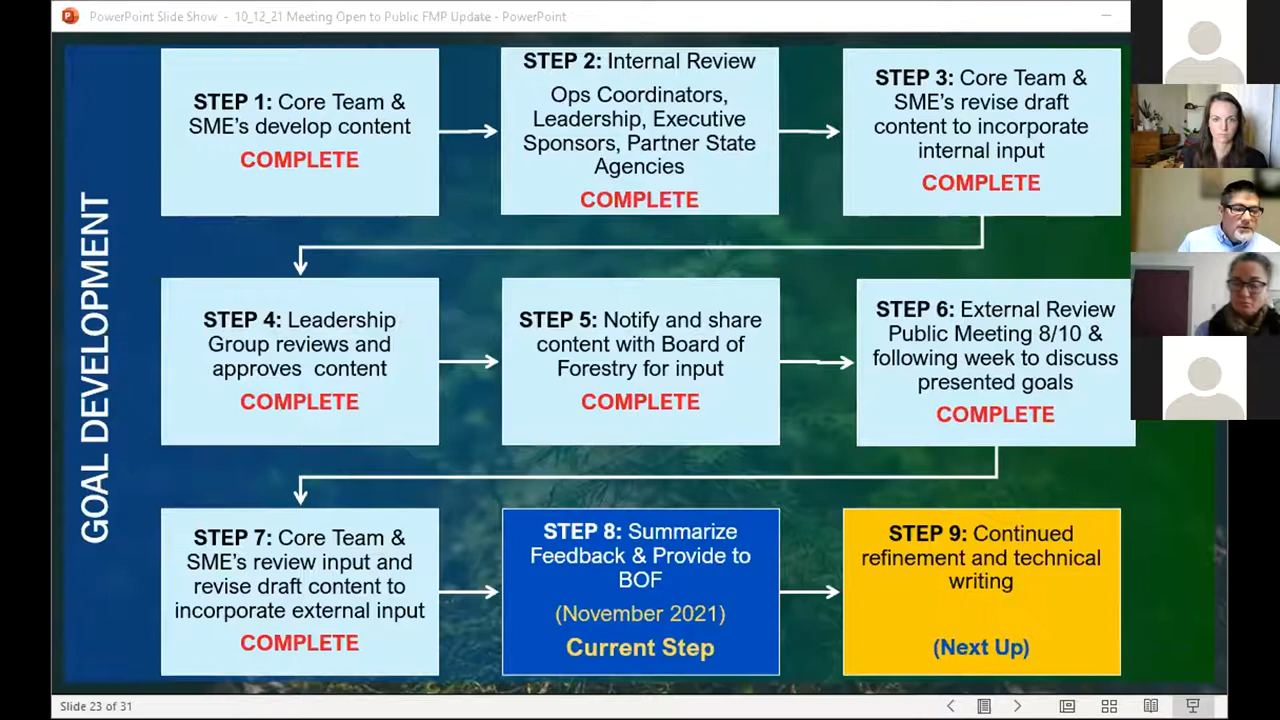 PowerPoint Slide Show - 10_12_21 Meeting Open to Public FMP Update - PowerPoint
GOAL DEVELOPMENT
STEP 1: Core Team &
SME's develop content
COMPLETE
STEP 2: Internal Review
Ops Coordinators,
Leadership, Executive
Sponsors, Partner State
Agencies
COMPLETE
STEP 3: Core Team &
SME's revise draft
content to incorporate
internal input
COMPLETE
STEP 4: Leadership
Group reviews and
approves content
COMPLETE
STEP 5: Notify and share
content with Board of
Forestry for input
COMPLETE
STEP 6: External Review
Public Meeting 8/10 &
following week to discuss
presented goals
COMPLETE
STEP 7: Core Team &
SME's review input and
revise draft content to
incorporate external input
COMPLETE
STEP 8: Summarize
Feedback & Provide to
BOF
(November 2021)
Current Step
STEP 9: Continued
refinement and technical
writing
(Next Up)
Slide 23 of 31